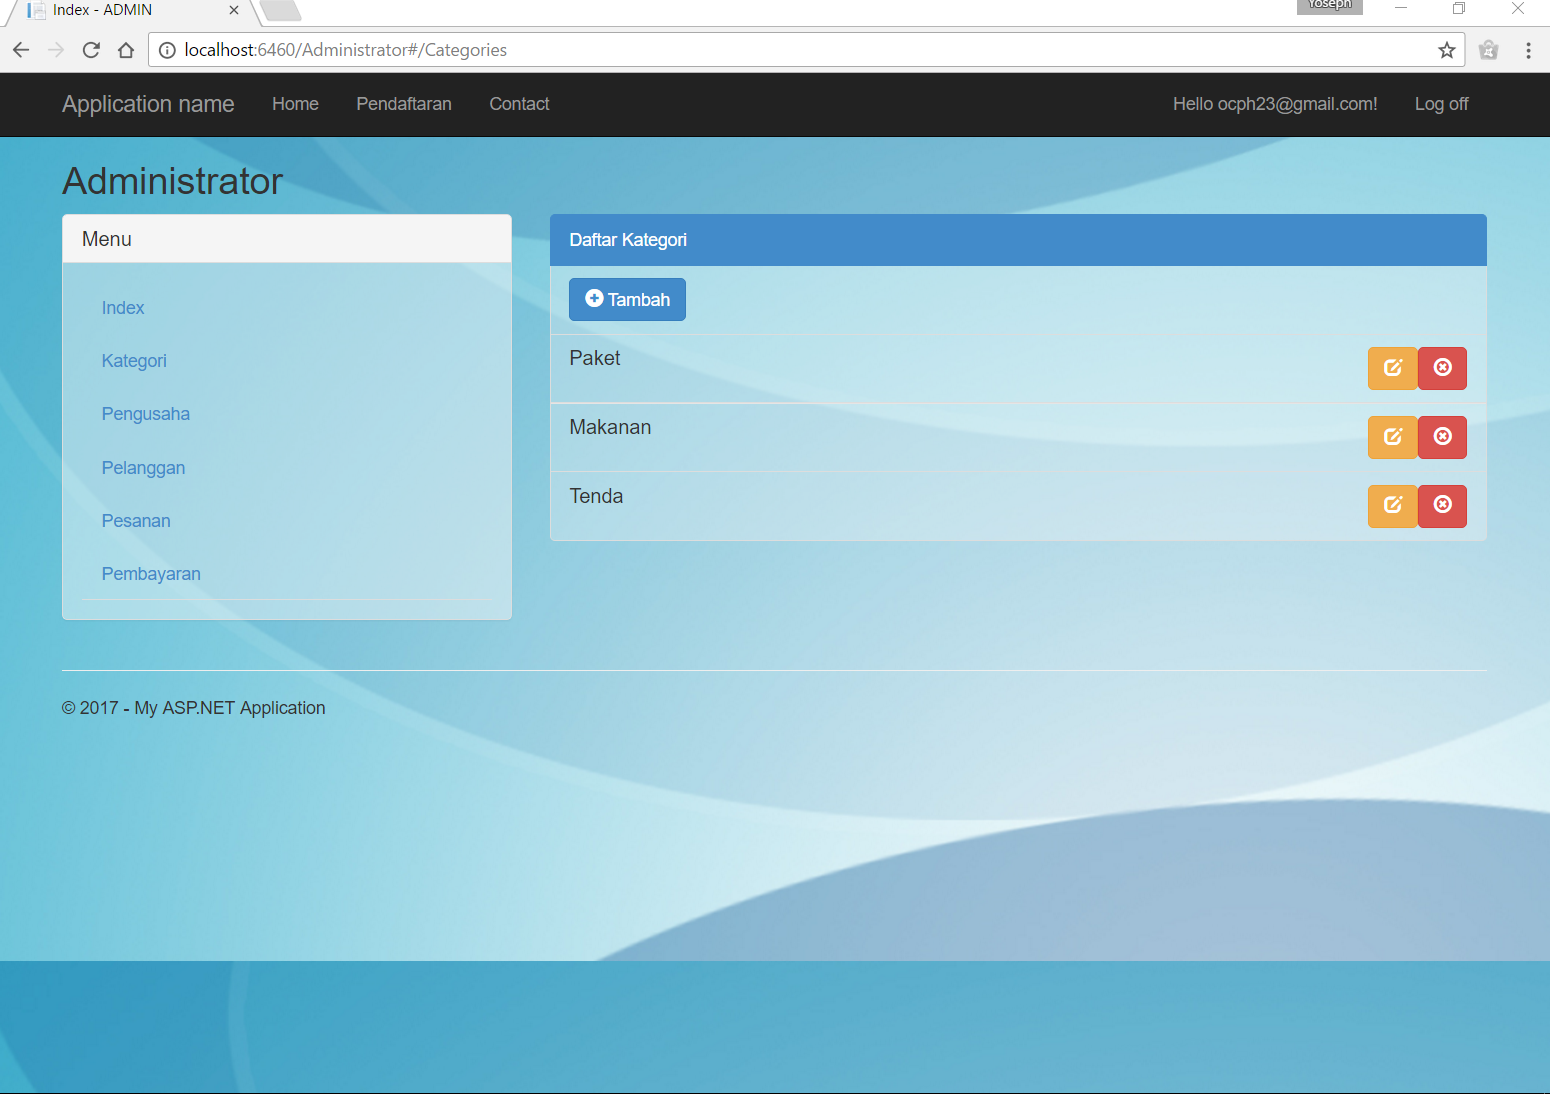 Index - ADMIN
Yoseph
localhost:6460/Administrator#/Categories
Application name Home Pendaftaran Contact Hello ocph23@gmail.com! Log off
Administrator
Menu
Index
Kategori
Pengusaha
Pelanggan
Pesanan
Pembayaran
Daftar Kategori
Tambah
Paket
Makanan
Tenda
© 2017 - My ASP.NET Application